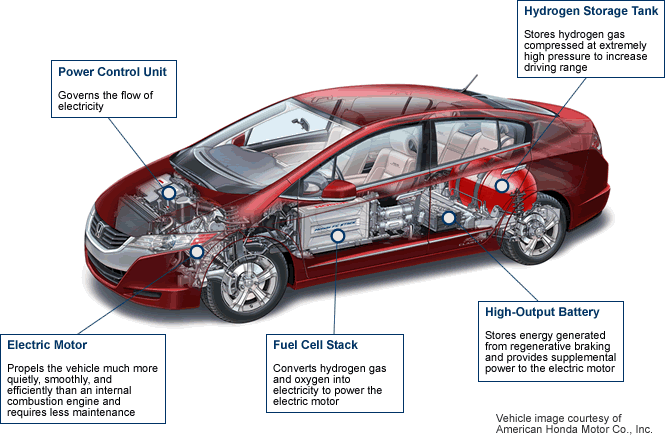 Hydrogen Storage Tank
Stores hydrogen gas
compressed at extremely
high pressure to increase
driving range
Power Control Unit
Governs the flow of
electricity
Electric Motor
Propels the vehicle much more
quietly, smoothly, and
efficiently than an internal
combustion engine and
requires less maintenance
Fuel Cell Stack
Converts hydrogen gas
and oxygen into
electricity to power the
electric motor
High-Output Battery
Stores energy generated
from regenerative braking
and provides supplemental
power to the electric motor
Vehicle image courtesy of
American Honda Motor Co., Inc.